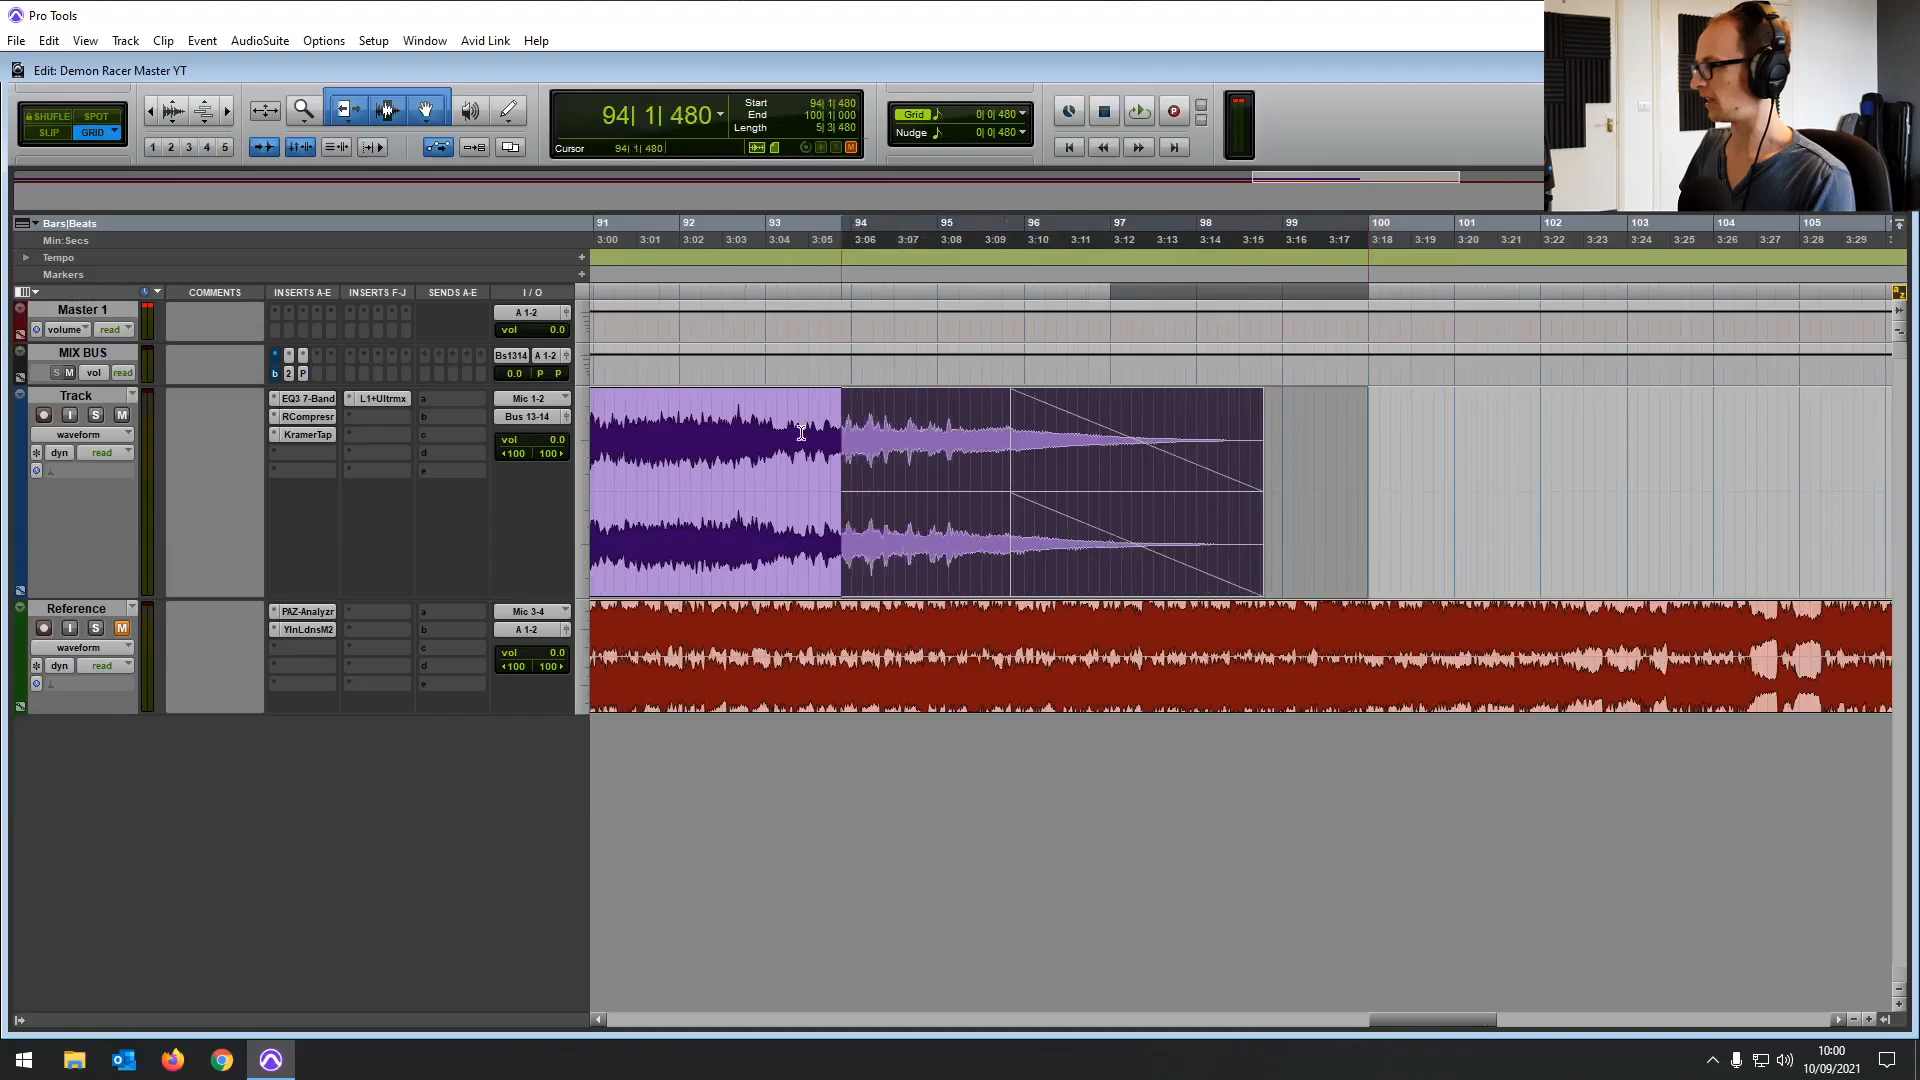 Pro Tools
File Edit View Track Clip Event AudioSuite Options Setup Window Avid Link Help
Edit: Demon Racer Master YT
SHUFFLE SPOT
SLIP GRID
1 2 3 4 5
94| 1| 480
Start 94| 1| 480
End 100| 1| 000
Length 5| 3| 480
Cursor 94| 1| 480
Grid 0| 0| 480
Nudge 0| 0| 480
Bars|Beats 91 92 93 94 95 96 97 98 99 100 101 102 103 104 105
Min:Secs 3:00 3:01 3:02 3:03 3:04 3:05 3:06 3:07 3:08 3:09 3:10 3:11 3:12 3:13 3:14 3:15 3:16 3:17 3:18 3:19 3:20 3:21 3:22 3:23 3:24 3:25 3:26 3:27 3:28 3:29
Tempo
Markers
COMMENTS INSERTS A-E INSERTS F-J SENDS A-E I / O
Master 1 A 1-2
volume read vol 0.0
MIX BUS Bs1314 A 1-2
S M vol read b 2 P 0.0 P P
Track EQ3 7-Band L1+Ultrmx a Mic 1-2
I S M RCompresr b Bus 13-14
waveform KramerTap c vol 0.0
dyn read d 100 100
e
Reference PAZ-Analyzr a Mic 3-4
I S M YlnLdnsM2 b A 1-2
waveform c vol 0.0
dyn read d 100 100
e
10:00
10/09/2021